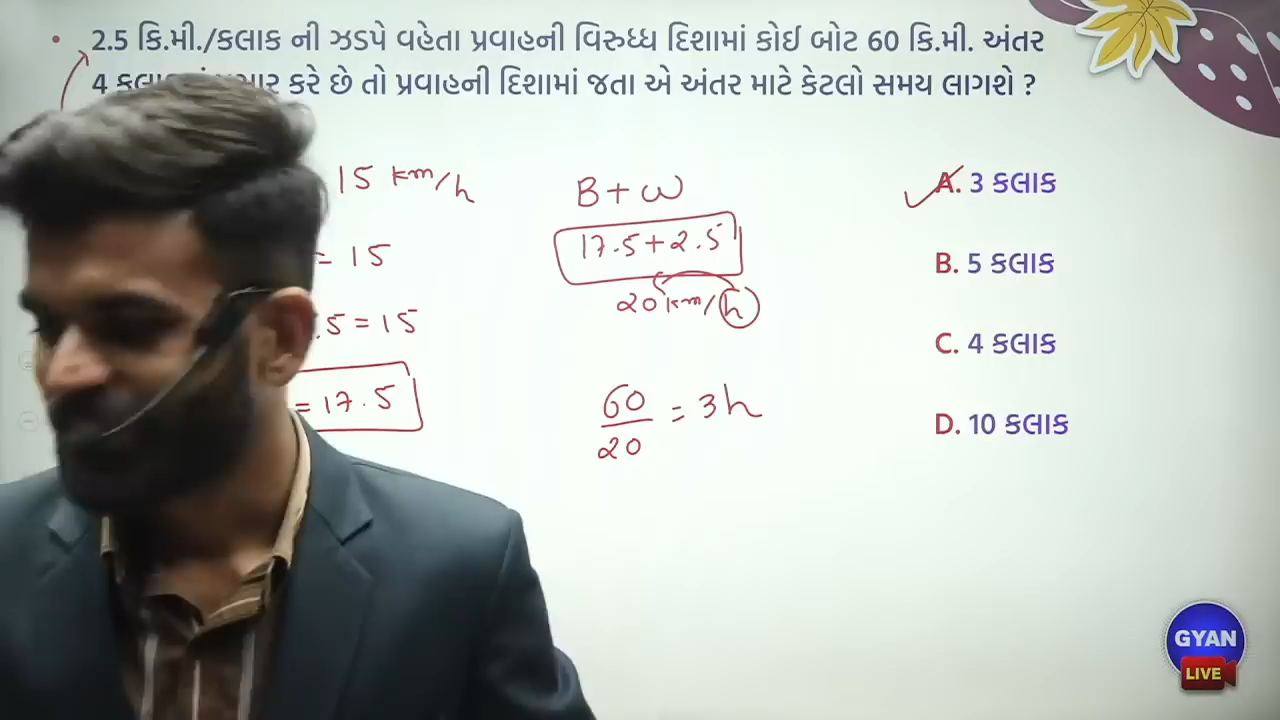 • 2.5 કિ.મી./કલાક ની ઝડપે વહેતા પ્રવાહની વિરુધ્ધ દિશામાં કોઈ બોટ 60 કિ.મી. અંતર
4 કરે છે તો પ્રવાહની દિશામાં જતા એ અંતર માટે કેટલો સમય લાગશે ?
15 km/h
= 15
.5 = 15
= 17.5
B + W
17.5 + 2.5
20 km/h
60/20 = 3h
A. 3 કલાક
B. 5 કલાક
C. 4 કલાક
D. 10 કલાક
GYAN
LIVE